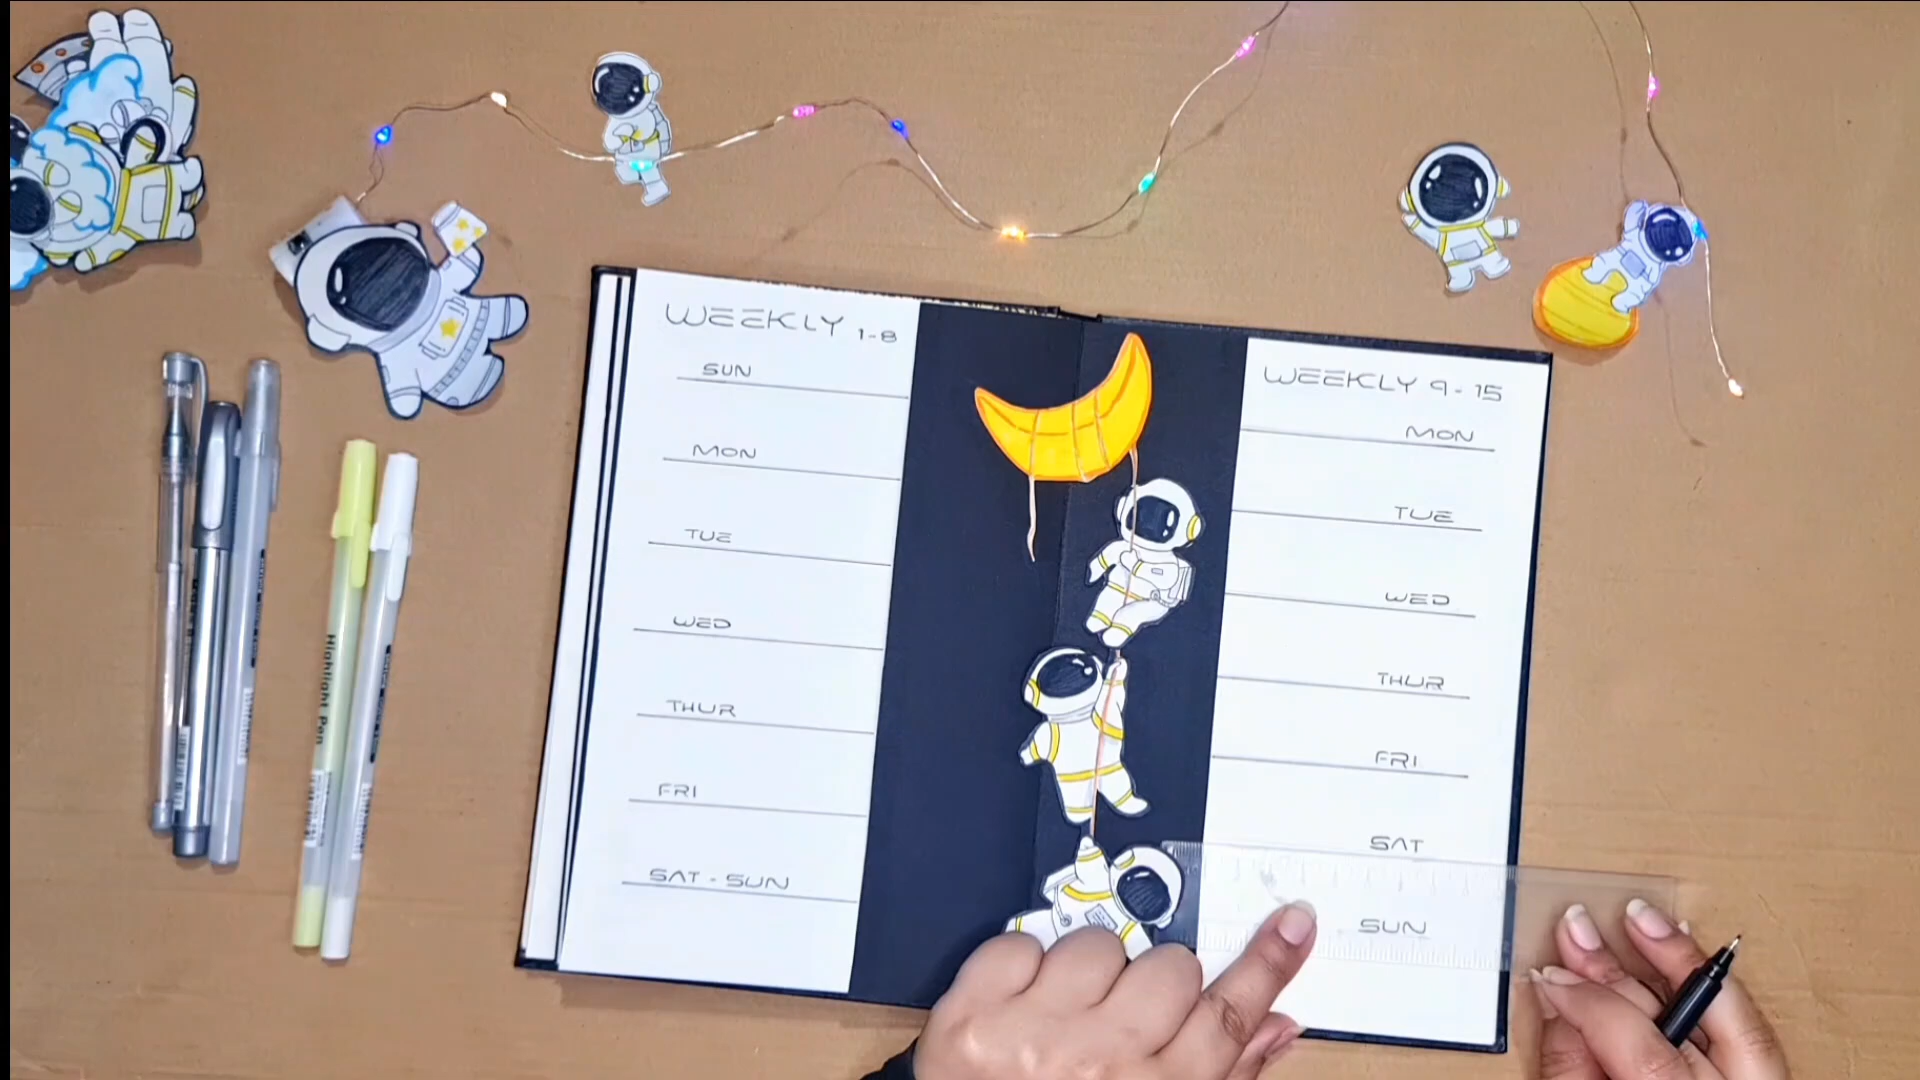 WEEKLY 1-8
SUN
MON
TUE
WED
THUR
FRI
SAT - SUN
WEEKLY 9-15
MON
TUE
WED
THUR
FRI
SAT
SUN
Highlight Pen